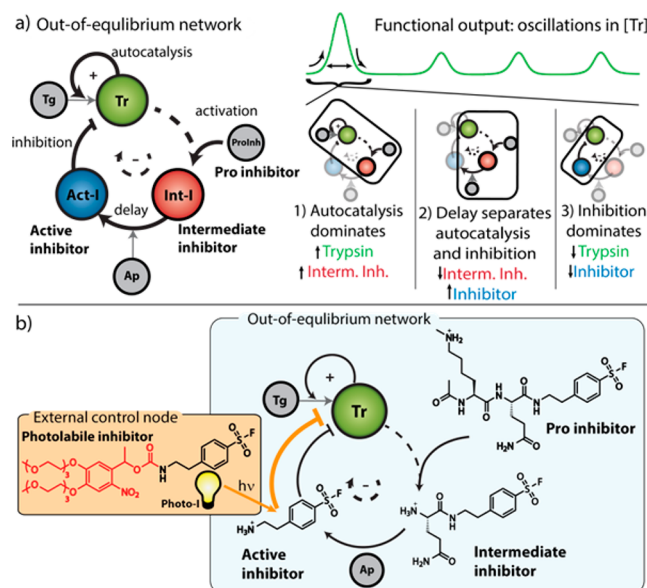 a) Out-of-equlibrium network
Functional output: oscillations in [Tr]
autocatalysis
+
Tg
Tr
activation
inhibition
ProInh
Pro inhibitor
-
Act-I
delay
Int-I
Active
inhibitor
Intermediate
inhibitor
Ap
1) Autocatalysis
dominates
↑Trypsin
↑Interm. Inh.
2) Delay separates
autocatalysis
and inhibition
↓Interm. Inh.
↑Inhibitor
3) Inhibition
dominates
↓Trypsin
↓Inhibitor
b)
Out-of-equlibrium network
+
Tg
Tr
Pro inhibitor
External control node
Photolabile inhibitor
Photo-I
hν
-
Active
inhibitor
Ap
Intermediate
inhibitor